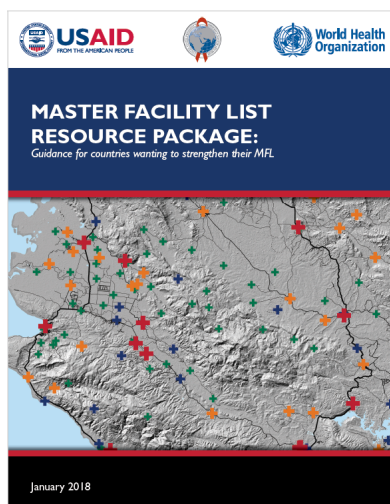 USAID
FROM THE AMERICAN PEOPLE
World Health
Organization
MASTER FACILITY LIST
RESOURCE PACKAGE:
Guidance for countries wanting to strengthen their MFL
January 2018